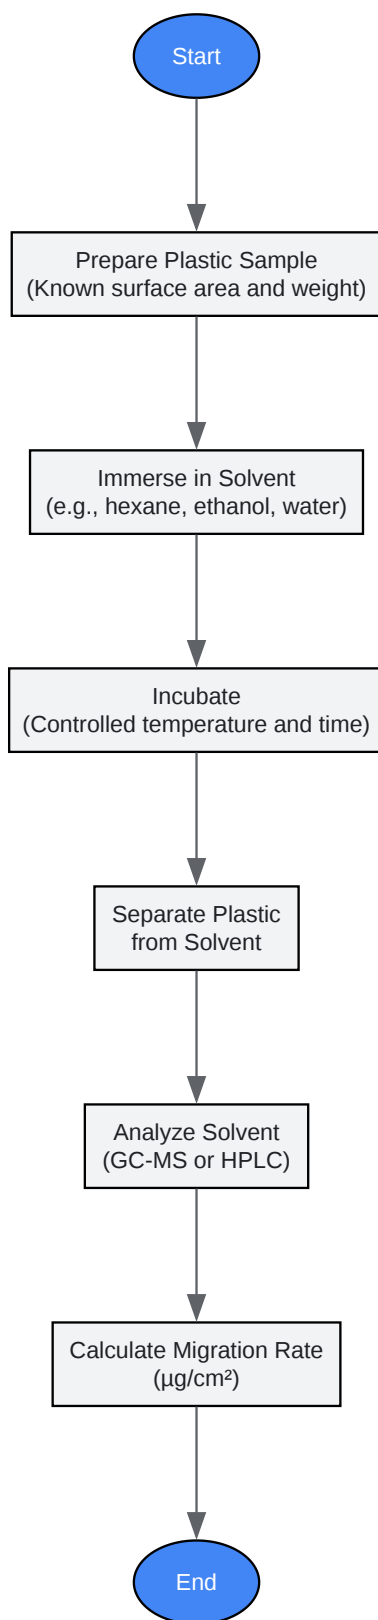 Start
Prepare Plastic Sample
(Known surface area and weight)
Immerse in Solvent
(e.g., hexane, ethanol, water)
Incubate
(Controlled temperature and time)
Separate Plastic
from Solvent
Analyze Solvent
(GC-MS or HPLC)
Calculate Migration Rate
(µg/cm²)
End